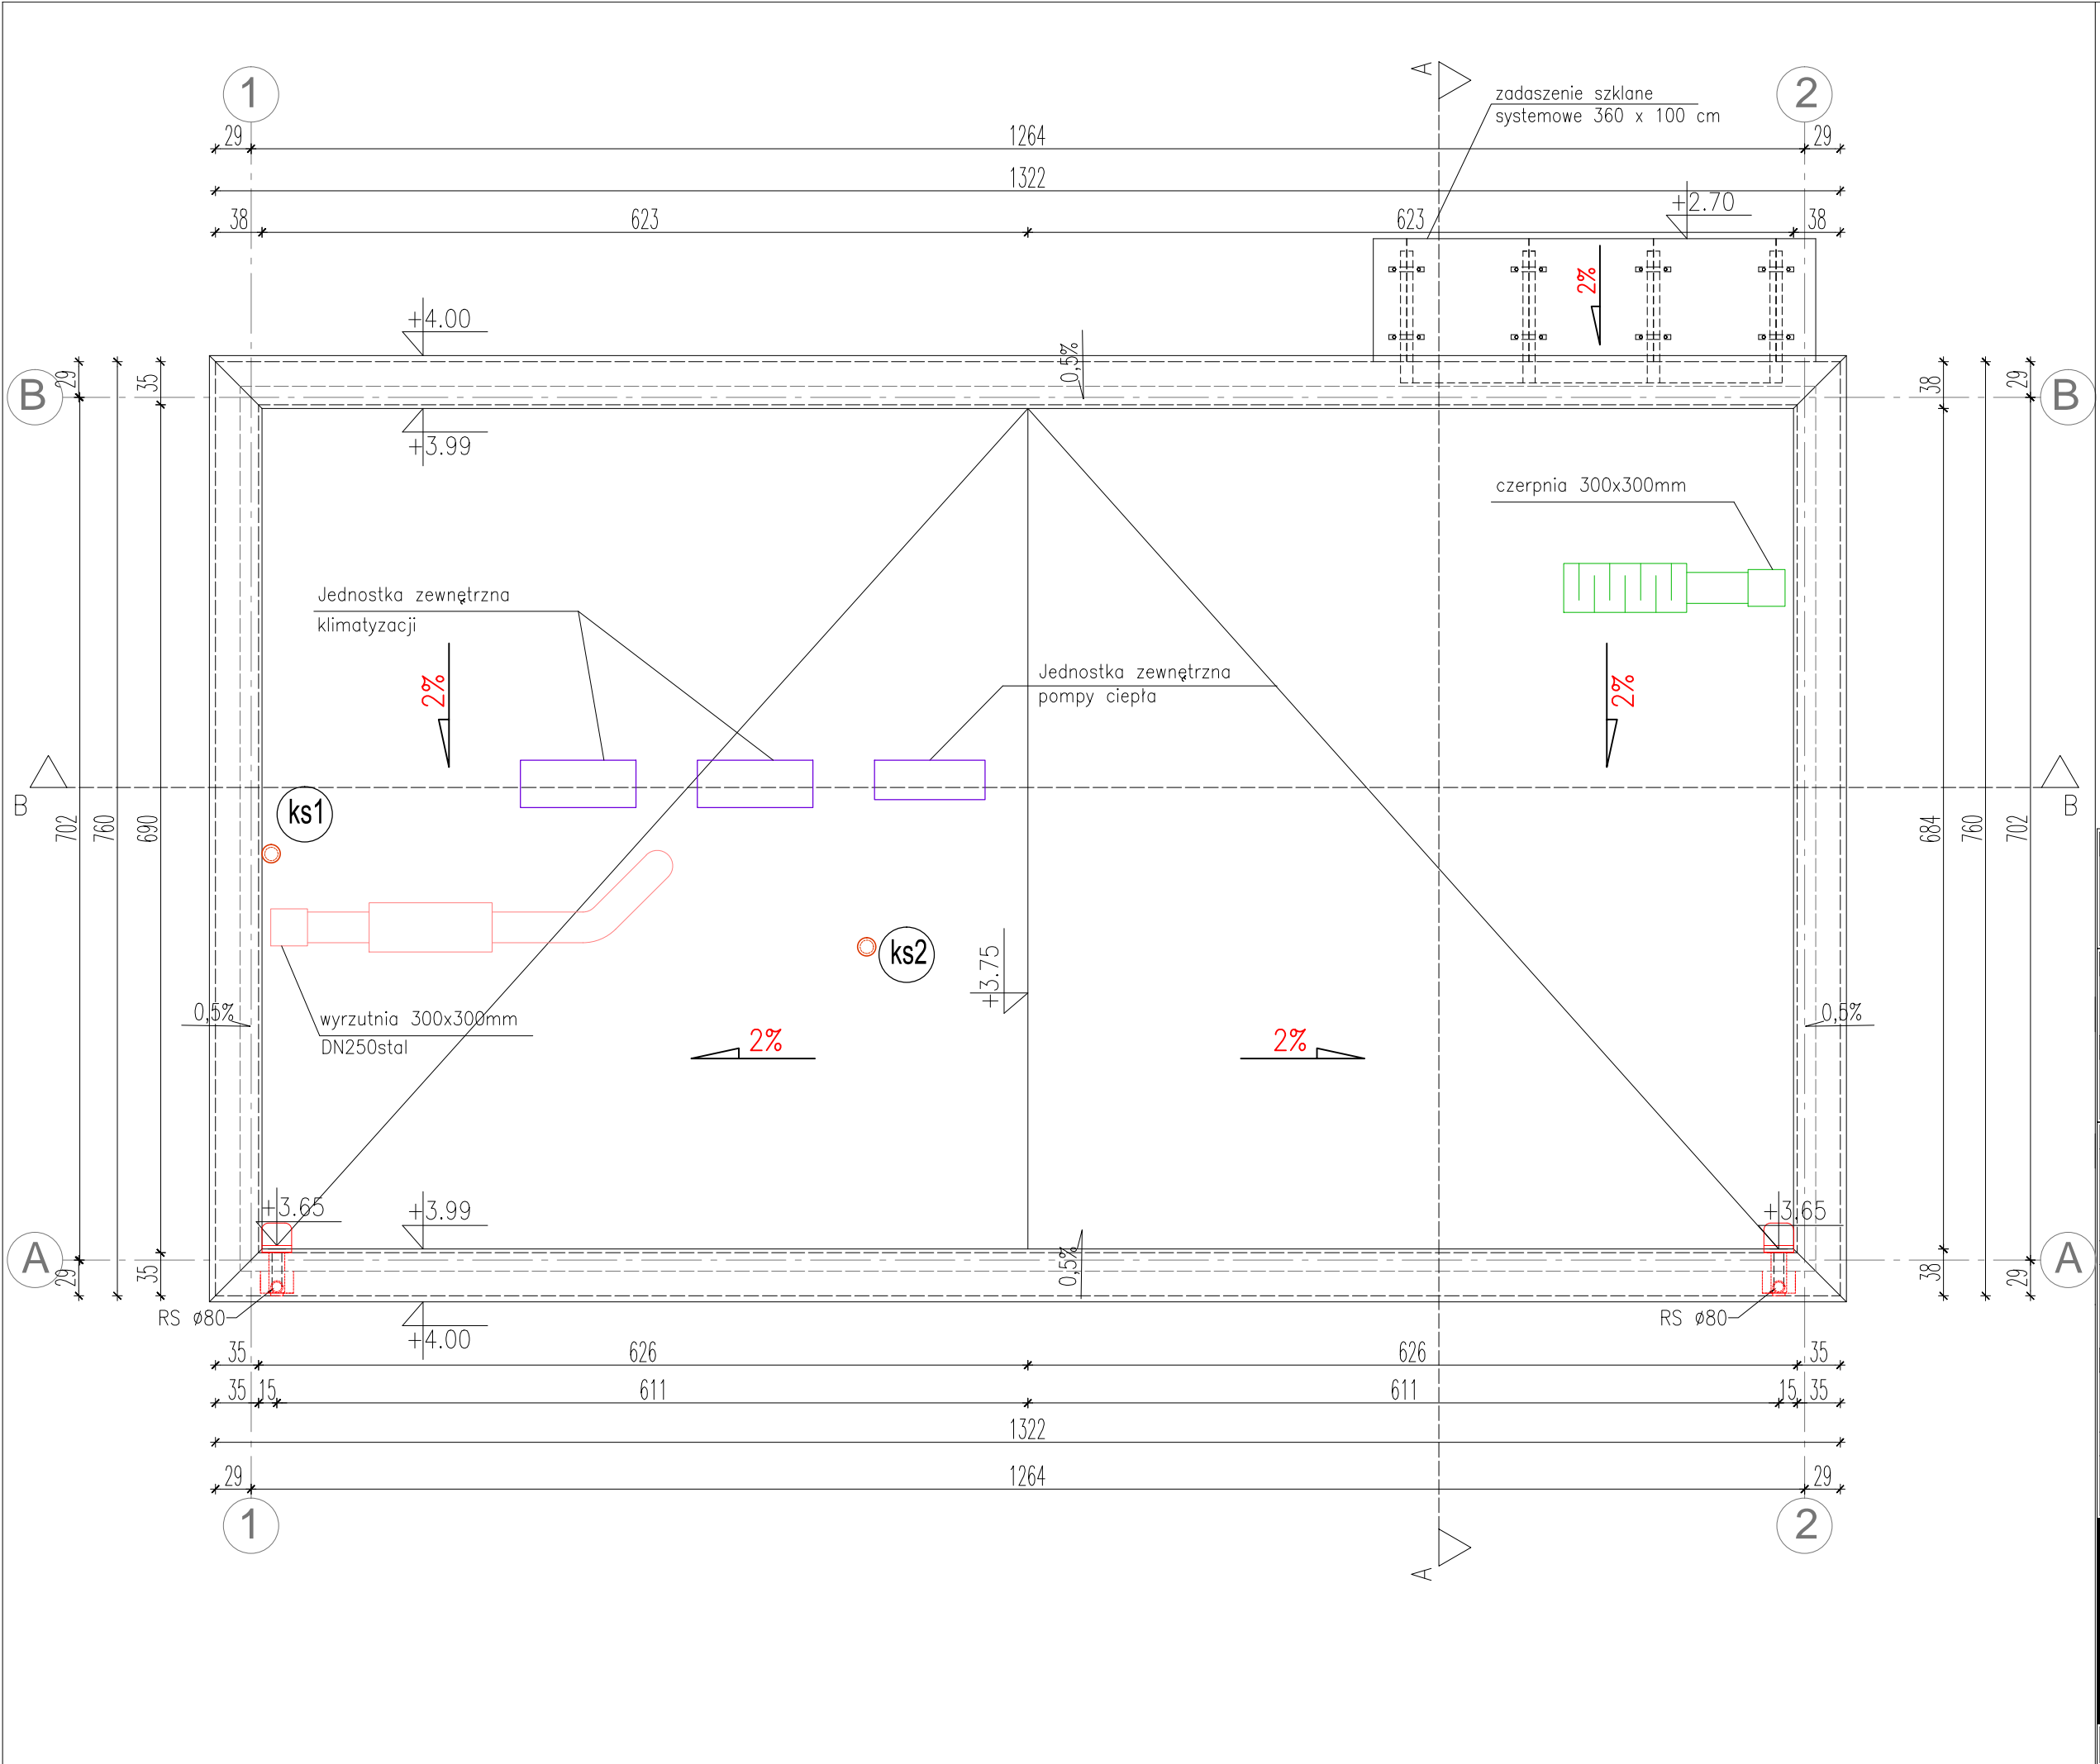 1
2
A
zadaszenie szklane
systemowe 360 x 100 cm
29
1264
29
1322
38
623
623
38
+2.70
2%
+4.00
0,5%
B
29
35
38
29
B
+3.99
czerpnia 300x300mm
Jednostka zewnętrzna
klimatyzacji
Jednostka zewnętrzna
pompy ciepła
2%
2%
B
B
702
760
690
684
760
702
ks1
ks2
+3.75
0,5%
wyrzutnia 300x300mm
DN250stal
0,5%
2%
2%
+3.65
+3.99
+3.65
A
29
35
0,5%
38
29
A
RS ø80
RS ø80
+4.00
35
626
626
35
35
15
611
611
15
35
1322
29
1264
29
1
2
A